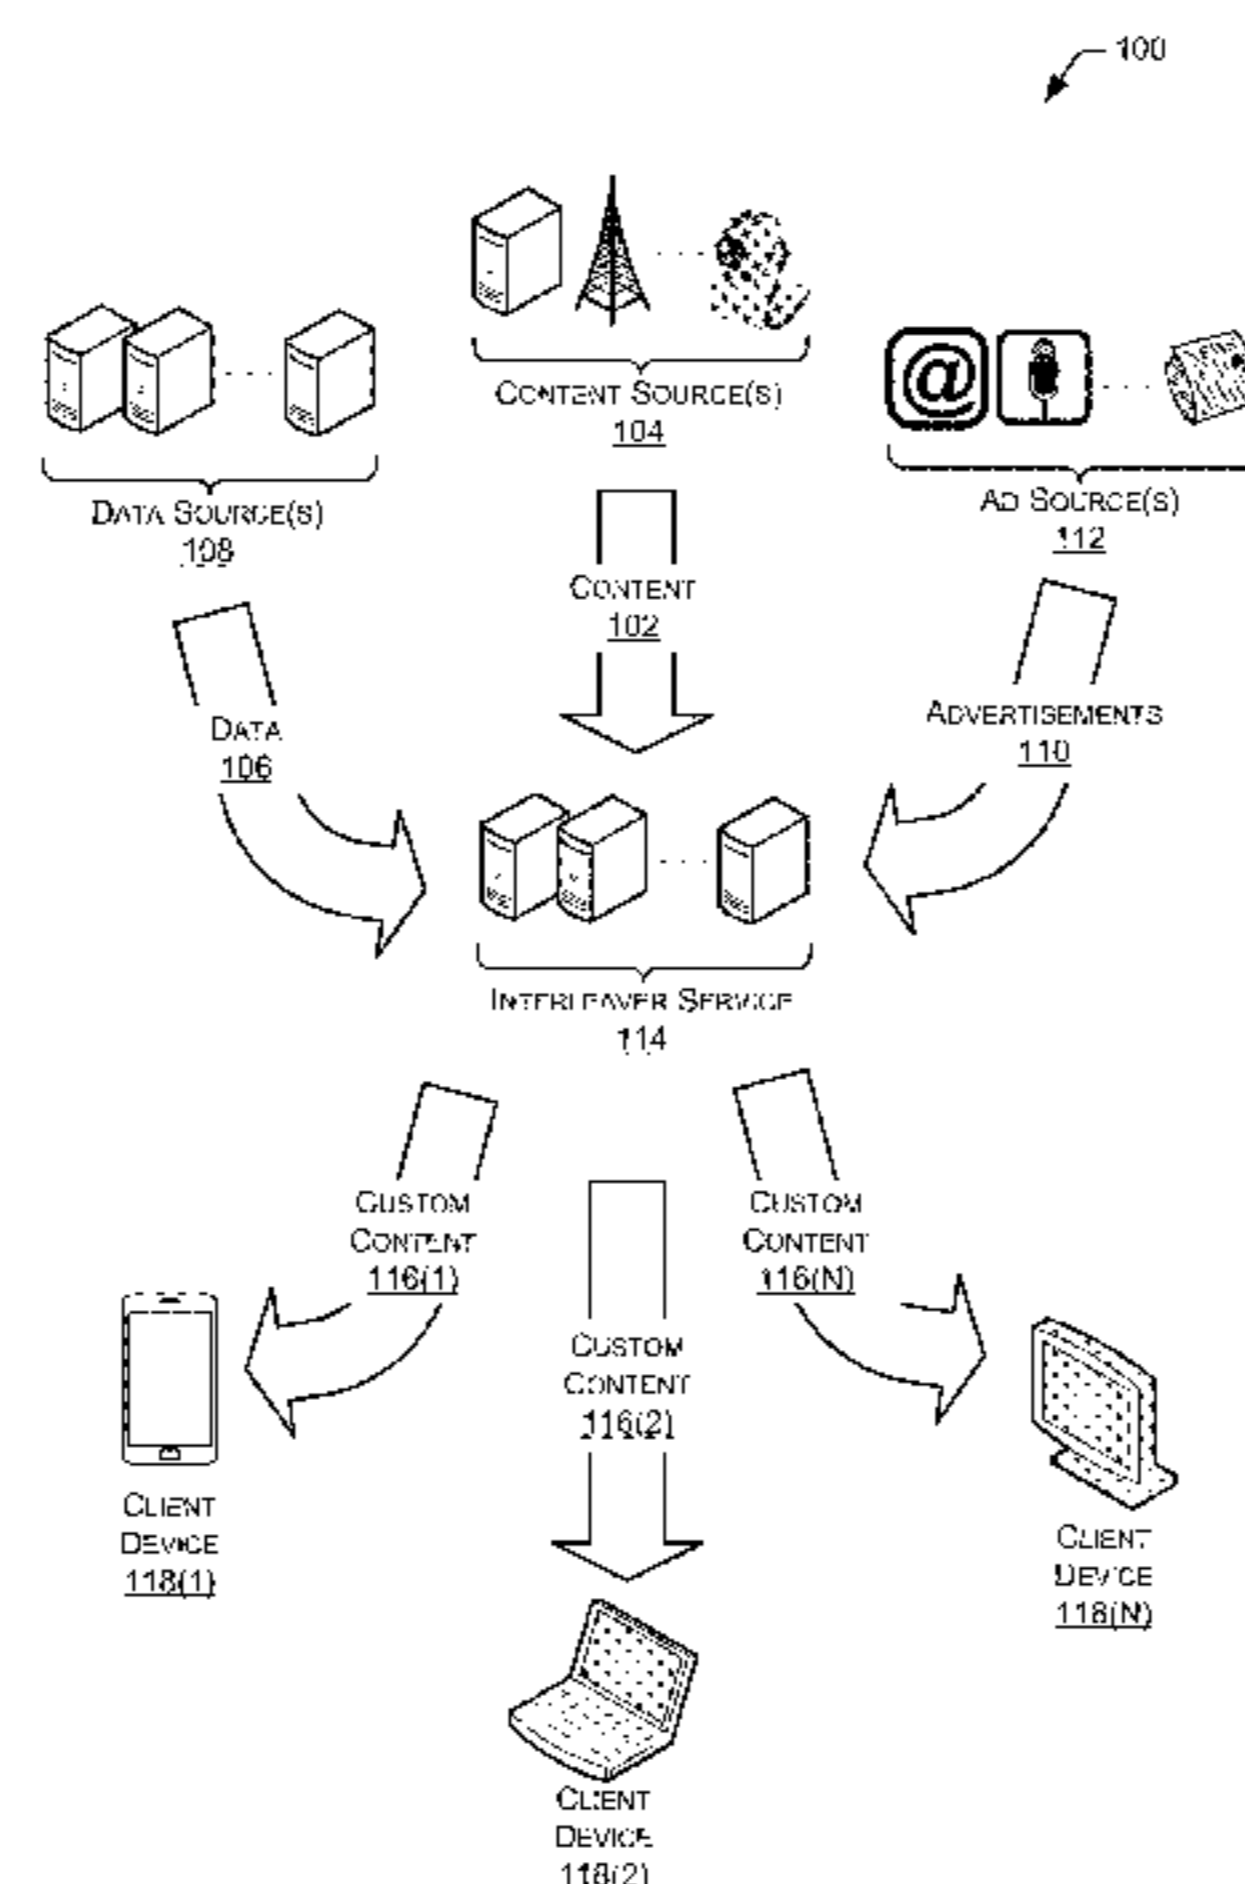 100
CONTENT SOURCE(S)
104
DATA SOURCE(S)
108
AD SOURCE(S)
112
CONTENT
102
DATA
106
ADVERTISEMENTS
110
INTERLEAVER SERVICE
114
CUSTOM
CONTENT
116(1)
CUSTOM
CONTENT
116(2)
CUSTOM
CONTENT
116(N)
CLIENT
DEVICE
118(1)
CLIENT
DEVICE
118(2)
CLIENT
DEVICE
118(N)